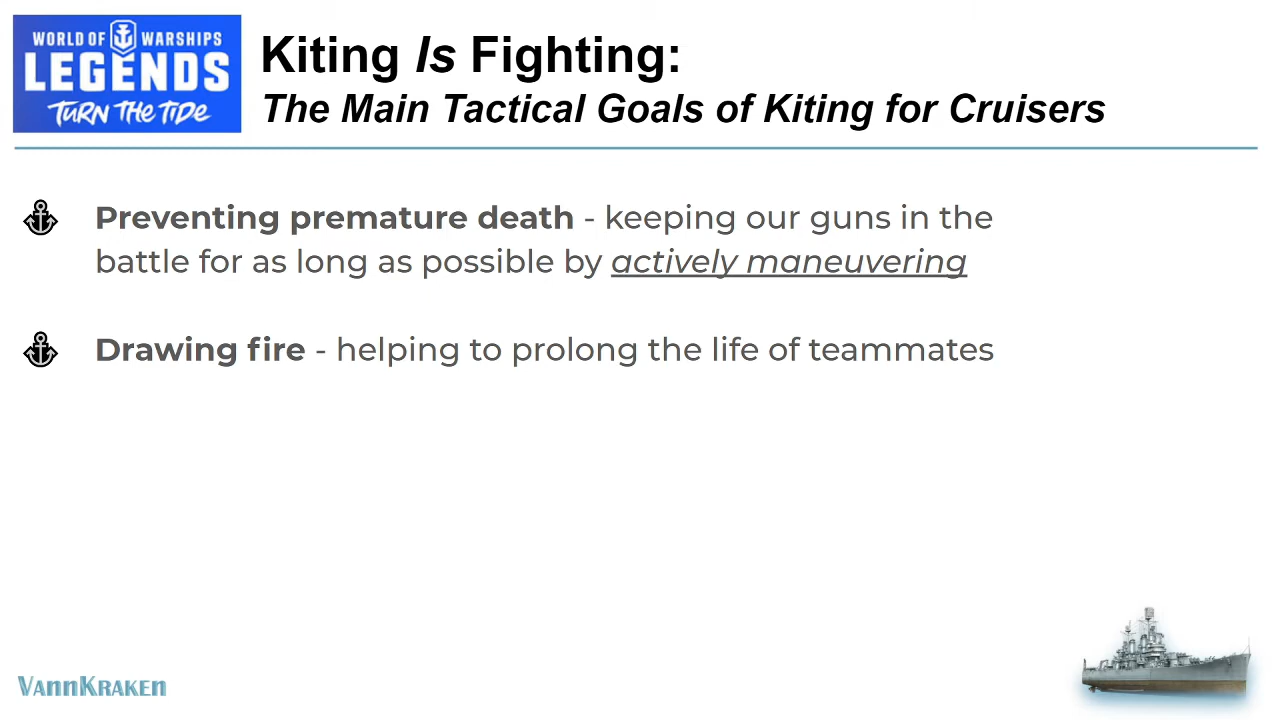 WORLD OF WARSHIPS
LEGENDS
TURN THE TIDE
Kiting Is Fighting:
The Main Tactical Goals of Kiting for Cruisers
Preventing premature death - keeping our guns in the
battle for as long as possible by actively maneuvering
Drawing fire - helping to prolong the life of teammates
VANNKRAKEN